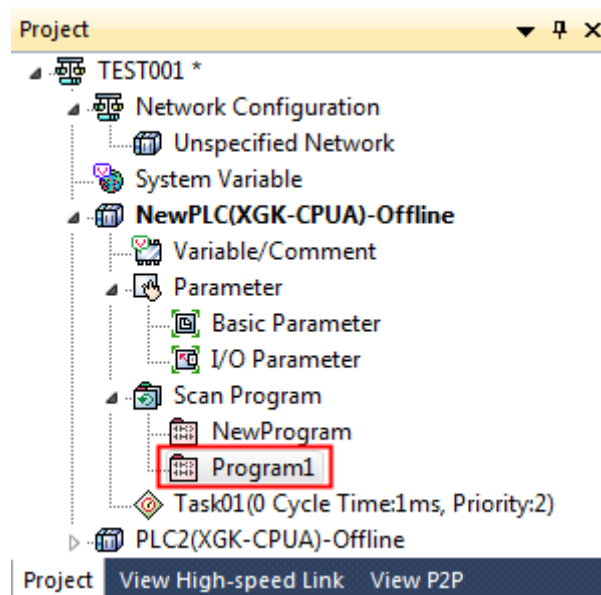 Project
TEST001 *
Network Configuration
Unspecified Network
System Variable
NewPLC(XGK-CPUA)-Offline
Variable/Comment
Parameter
Basic Parameter
I/O Parameter
Scan Program
NewProgram
Program1
Task01(0 Cycle Time:1ms, Priority:2)
PLC2(XGK-CPUA)-Offline
Project View High-speed Link View P2P